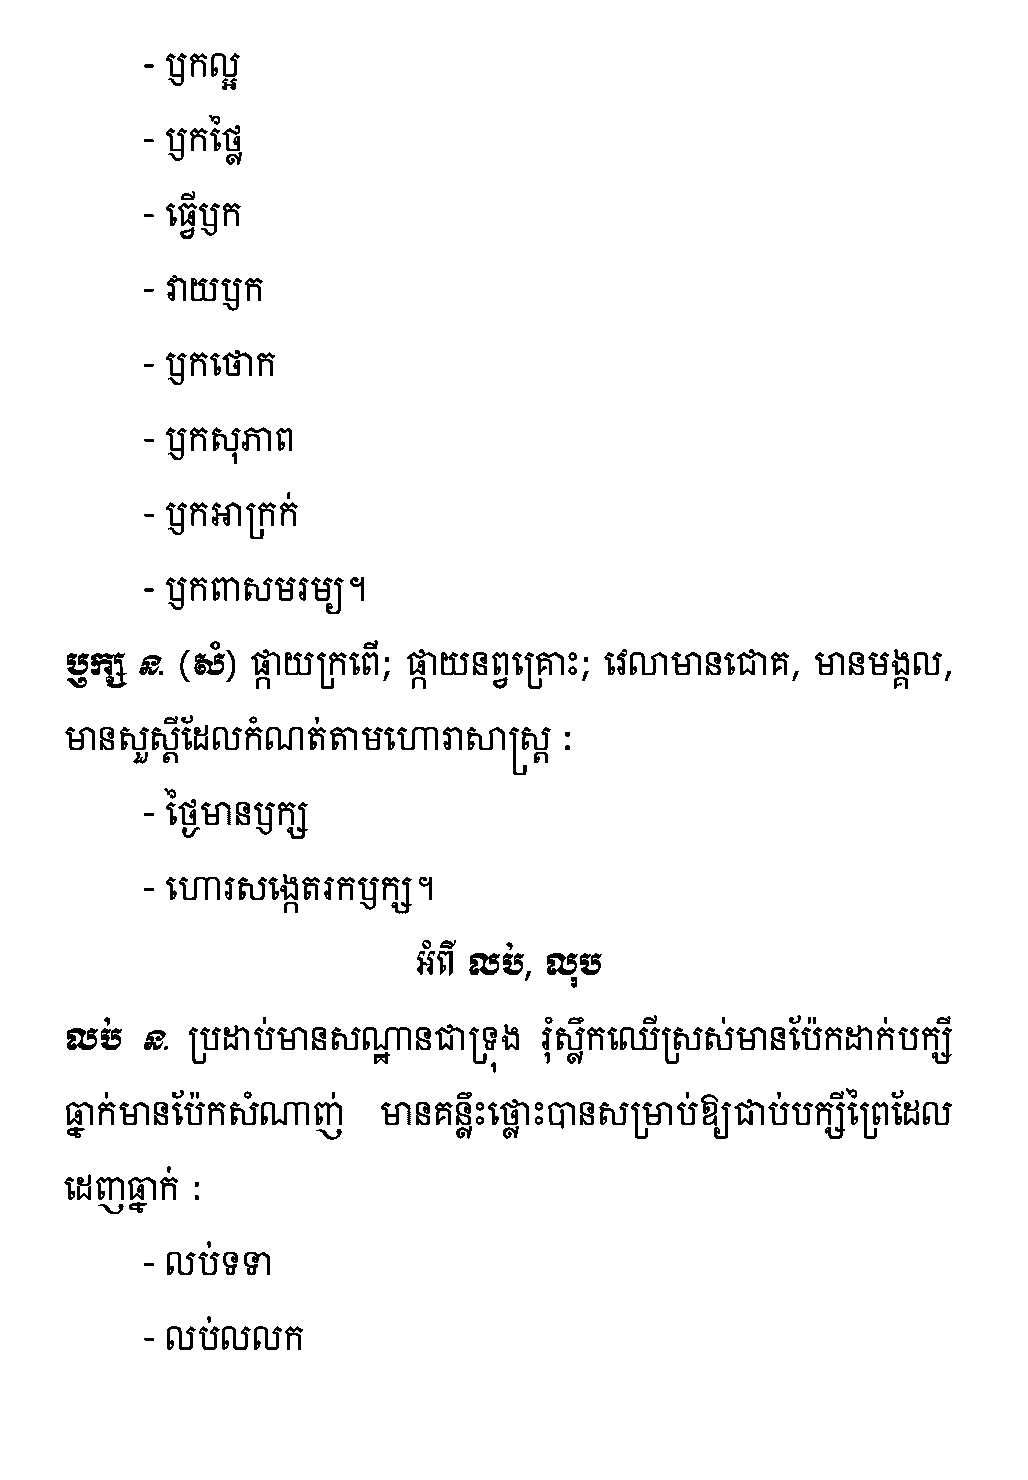 - ឫកល្អ
- ឫកថ្លៃ
- ធ្វើឫក
- វាយឫក
- ឫកថោក
- ឫកសុភាព
- ឫកអាក្រក់
- ឫកពាសមរម្យ។
ឫក្ស ន. (សំ) ផ្កាយក្រពើ; ផ្កាយនព្វគ្រោះ; វេលាមានជោគ, មានមង្គល,
មានសួស្តីដែលកំណត់តាមហោរាសាស្ត្រ :
- ថ្ងៃមានឫក្ស
- ហោរសង្កេតរកឫក្ស។
អំពី លប់, លុប
លប់ ន. ប្រដាប់មានសណ្ឋានជាទ្រុង រុំស្លឹកឈើស្រស់មានប៉ែកដាក់បក្សី
ធ្នាក់មានប៉ែកសំណាញ់ មានគន្លឹះថ្លោះបានសម្រាប់ឱ្យជាប់បក្សីព្រៃដែល
ដេញធ្នាក់ :
- លប់ទទា
- លប់លលក